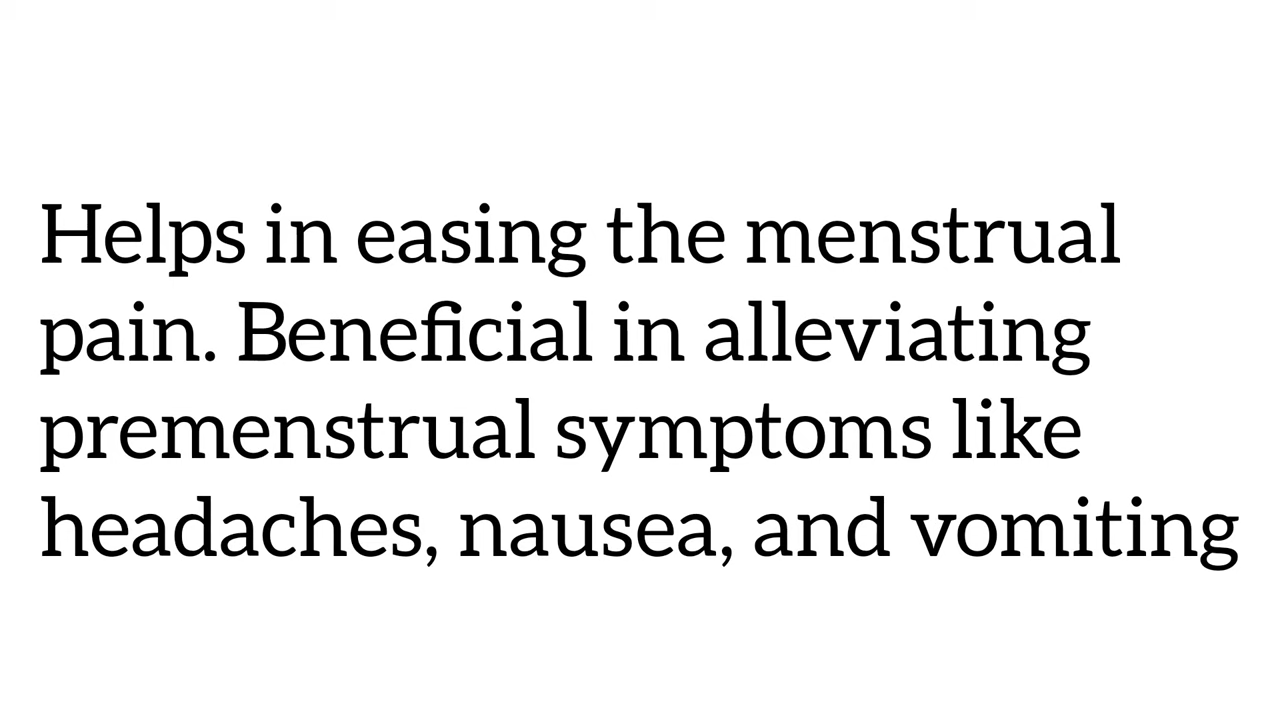 Helps in easing the menstrual
pain. Beneficial in alleviating
premenstrual symptoms like
headaches, nausea, and vomiting